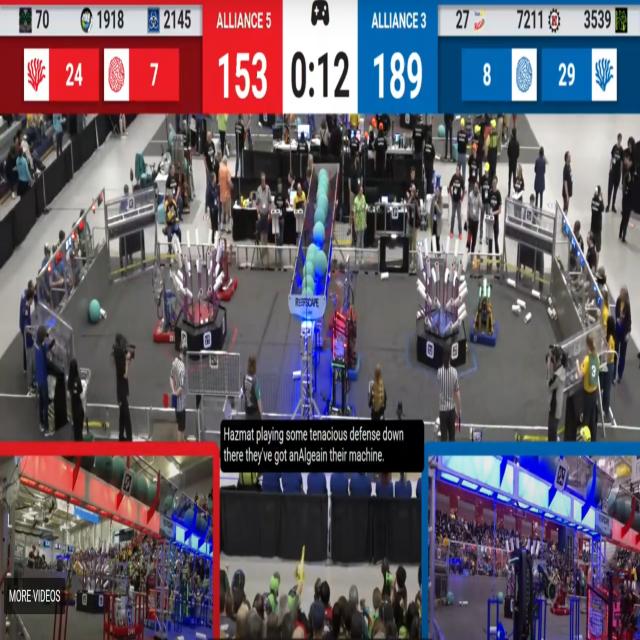 70 1918 2145
ALLIANCE 5
ALLIANCE 3
27 7211 3539
24 7
153
0:12
189
8 29
REEFSCAPE
Hazmat playing some tenacious defense down
there they've got anAlgeain their machine.
MORE VIDEOS